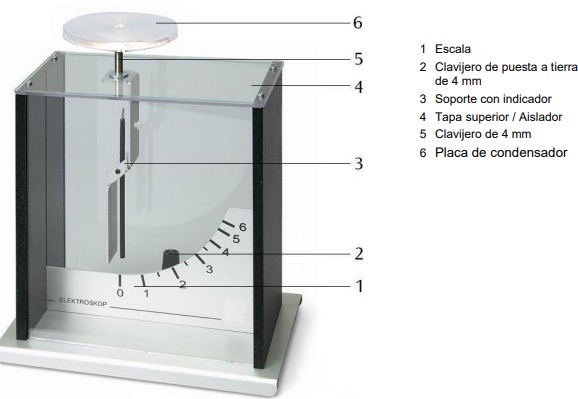 6
5
4
3
2
1
6
5
4
3
2
1
0
ELEKTROSKOP
1 Escala
2 Clavijero de puesta a tierra
de 4 mm
3 Soporte con indicador
4 Tapa superior / Aislador
5 Clavijero de 4 mm
6 Placa de condensador